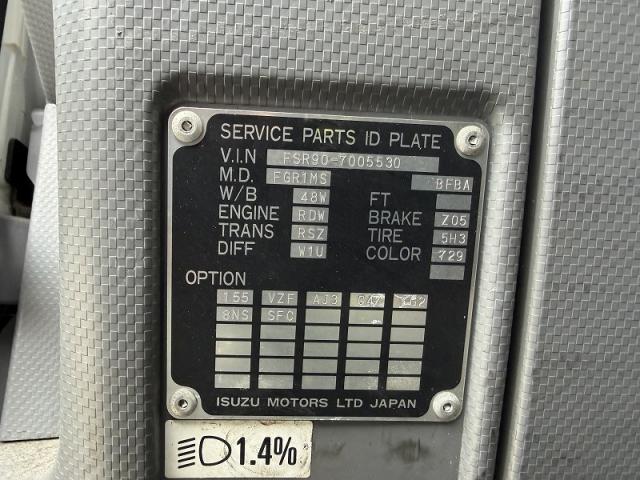 SERVICE PARTS ID PLATE
V.I.N FSR90-7005530
M.D. FGR1MS BFBA
W/B 48W FT
ENGINE RDW BRAKE Z05
TRANS RSZ TIRE 5H3
DIFF W1U COLOR 729
OPTION
155 VZF AJ3
8NS SFC
ISUZU MOTORS LTD JAPAN
1.4%